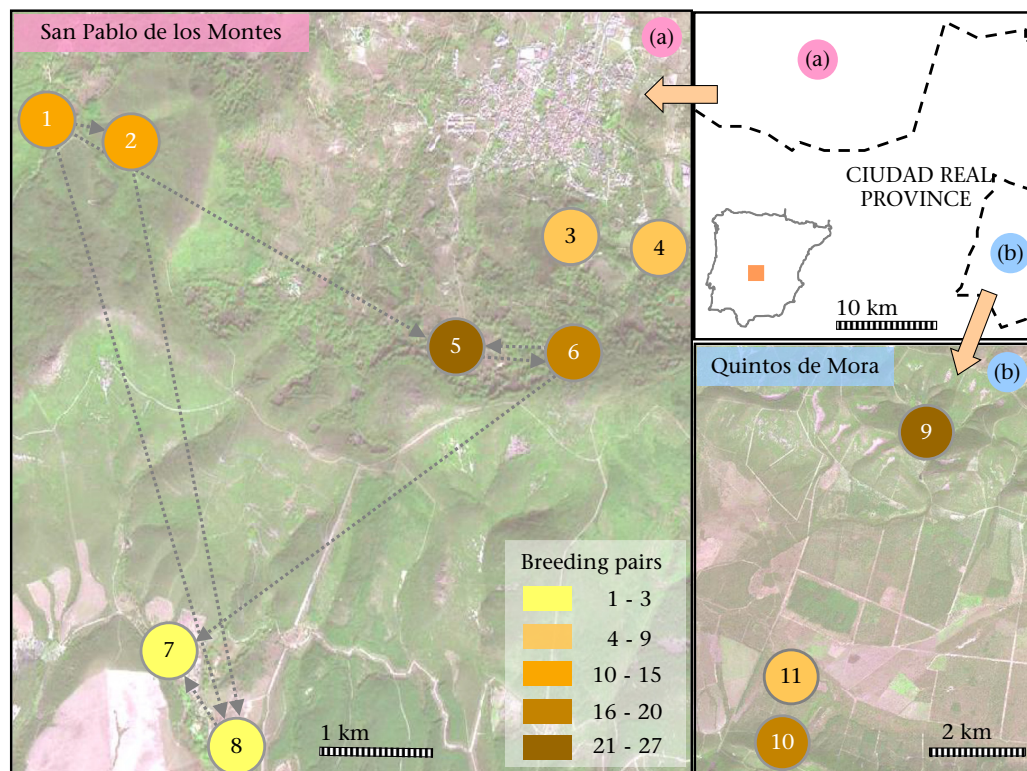 San Pablo de los Montes
(a)
1
2
3
4
5
6
7
8
1 km
Breeding pairs
1 - 3
4 - 9
10 - 15
16 - 20
21 - 27
(a)
CIUDAD REAL
PROVINCE
(b)
10 km
Quintos de Mora
(b)
9
11
10
2 km